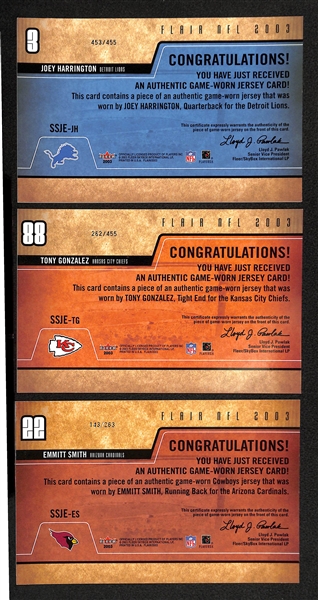 3
453/455
FLAIR NFL 2003
JOEY HARRINGTON DETROIT LIONS
CONGRATULATIONS!
YOU HAVE JUST RECEIVED
AN AUTHENTIC GAME-WORN JERSEY CARD!
This card contains a piece of an authentic game-worn jersey that was
worn by JOEY HARRINGTON, Quarterback for the Detroit Lions.
SSJE-JH
This certificate expressly warrants the authenticity of the
piece of game-worn jersey on the front of this card.
Lloyd J. Pawlak
Lloyd J. Pawlak
Senior Vice President
Fleer/SkyBox International LP
88
262/455
FLAIR NFL 2003
TONY GONZALEZ KANSAS CITY CHIEFS
CONGRATULATIONS!
YOU HAVE JUST RECEIVED
AN AUTHENTIC GAME-WORN JERSEY CARD!
This card contains a piece of an authentic game-worn jersey that was
worn by TONY GONZALEZ, Tight End for the Kansas City Chiefs.
SSJE-TG
This certificate expressly warrants the authenticity of the
piece of game-worn jersey on the front of this card.
KC
Lloyd J. Pawlak
Lloyd J. Pawlak
Senior Vice President
Fleer/SkyBox International LP
22
FLAIR NFL 2003
EMMITT SMITH ARIZONA CARDINALS
CONGRATULATIONS!
YOU HAVE JUST RECEIVED
AN AUTHENTIC GAME-WORN JERSEY CARD!
This card contains a piece of an authentic game-worn Cowboys jersey that was
worn by EMMITT SMITH, Running Back for the Arizona Cardinals.
SSJE-ES
This certificate expressly warrants the authenticity of the
piece of game-worn jersey on the front of this card.
Lloyd J. Pawlak
Lloyd J. Pawlak
Senior Vice President
Fleer/SkyBox International LP